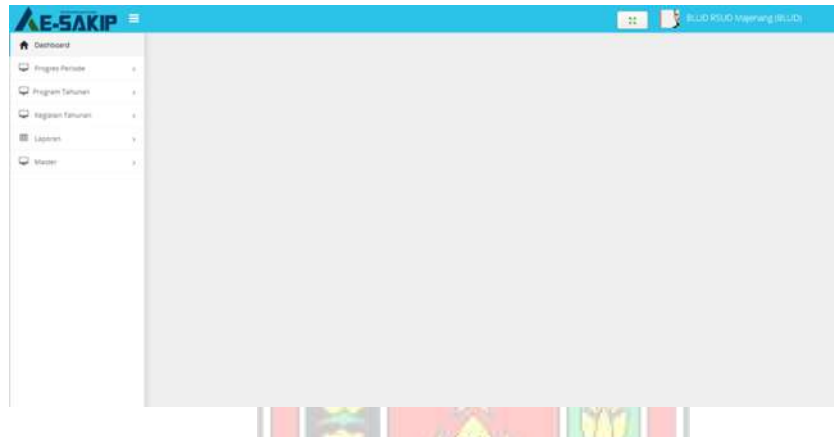 E-SAKIP
BLUD RSUD Majenang (BLUD)
Dashboard
Progres Periode
Program Tahunan
Kegiatan Tahunan
Laporan
Master